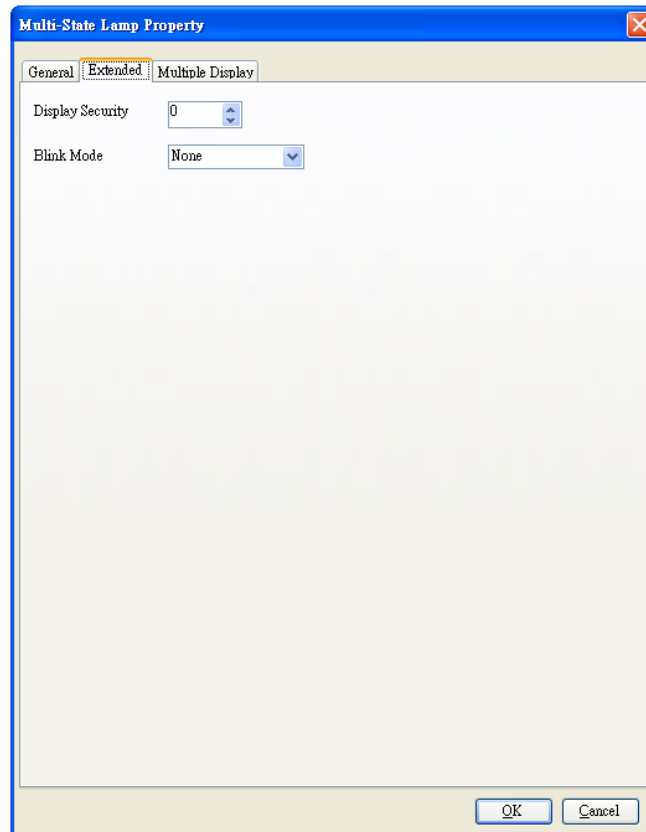 Multi-State Lamp Property
General Extended Multiple Display
Display Security 0
Blink Mode None
OK Cancel